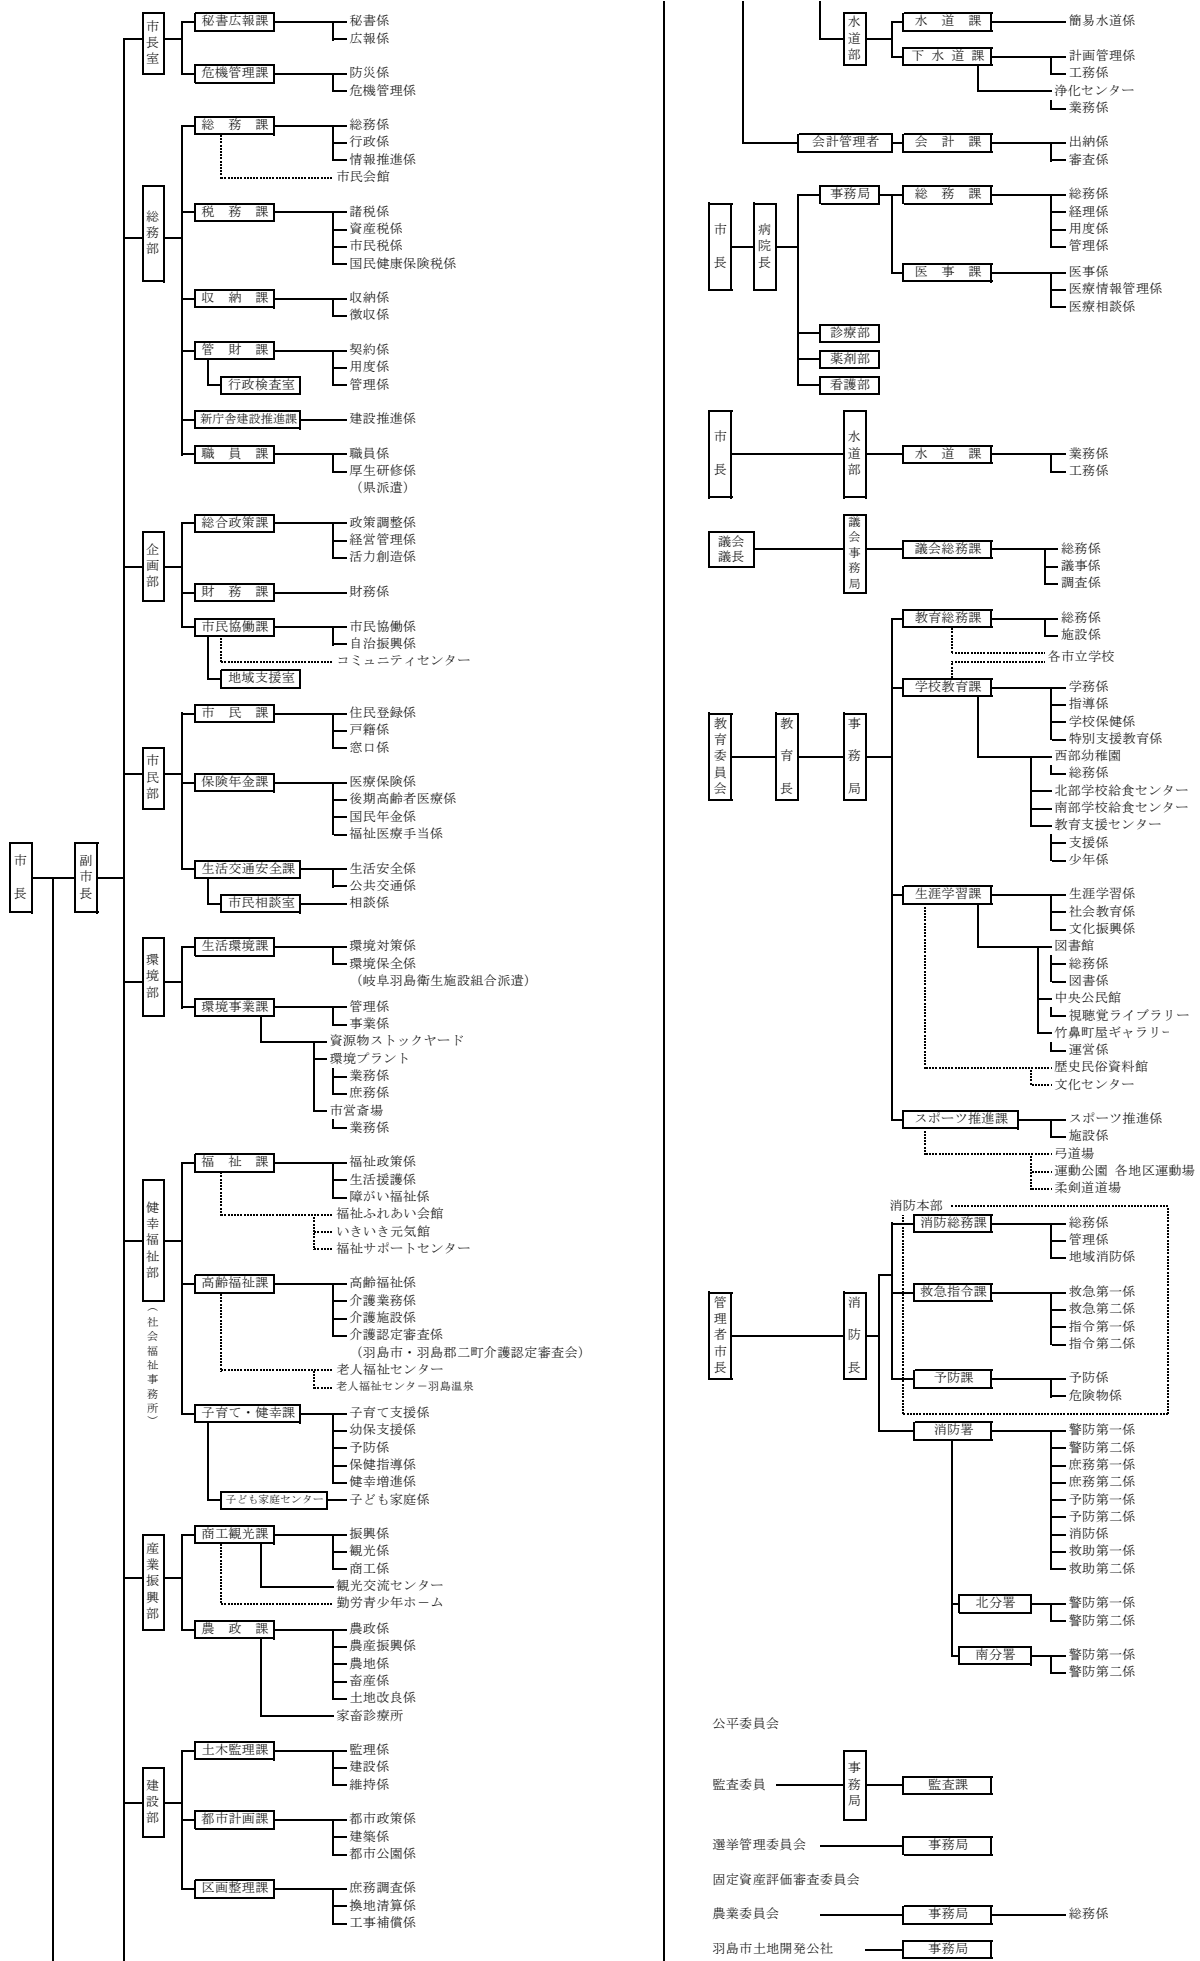 市長
副市長
市長室
秘書広報課
秘書係
広報係
危機管理課
防災係
危機管理係
総務部
総務課
総務係
行政係
情報推進係
市民会館
税務課
諸税係
資産税係
市民税係
国民健康保険税係
収納課
収納係
徴収係
管財課
契約係
用度係
行政検査室
管理係
新庁舎建設推進課
建設推進係
職員課
職員係
厚生研修係
（県派遣）
企画部
総合政策課
政策調整係
経営管理係
活力創造係
財務課
財務係
市民協働課
市民協働係
自治振興係
コミュニティセンター
地域支援室
市民部
市民課
住民登録係
戸籍係
窓口係
保険年金課
医療保険係
後期高齢者医療係
国民年金係
福祉医療手当係
生活交通安全課
生活安全係
公共交通係
市民相談室
相談係
環境部
生活環境課
環境対策係
環境保全係
（岐阜羽島衛生施設組合派遣）
環境事業課
管理係
事業係
資源物ストックヤード
環境プラント
業務係
庶務係
市営斎場
業務係
健幸福祉部
（社会福祉事務所）
福祉課
福祉政策係
生活援護係
障がい福祉係
福祉ふれあい会館
いきいき元気館
福祉サポートセンター
高齢福祉課
高齢福祉係
介護業務係
介護施設係
介護認定審査係
（羽島市・羽島郡二町介護認定審査会）
老人福祉センター
老人福祉センター羽島温泉
子育て・健幸課
子育て支援係
幼保支援係
予防係
保健指導係
健幸増進係
子ども家庭センター
子ども家庭係
産業振興部
商工観光課
振興係
観光係
商工係
観光交流センター
勤労青少年ホーム
農政課
農政係
農産振興係
農地係
畜産係
土地改良係
家畜診療所
建設部
土木監理課
監理係
建設係
維持係
都市計画課
都市政策係
建築係
都市公園係
区画整理課
庶務調査係
換地清算係
工事補償係
水道部
水道課
簡易水道係
下水道課
計画管理係
工務係
浄化センター
業務係
会計管理者
会計課
出納係
審査係
市長
病院長
事務局
総務課
総務係
経理係
用度係
管理係
医事課
医事係
医療情報管理係
医療相談係
診療部
薬剤部
看護部
市長
水道部
水道課
業務係
工務係
議会
議長
議会事務局
議会総務課
総務係
議事係
調査係
教育委員会
教育長
事務局
教育総務課
総務係
施設係
各市立学校
学校教育課
学務係
指導係
学校保健係
特別支援教育係
西部幼稚園
総務係
北部学校給食センター
南部学校給食センター
教育支援センター
支援係
少年係
生涯学習課
生涯学習係
社会教育係
文化振興係
図書館
総務係
図書係
中央公民館
視聴覚ライブラリー
竹鼻町屋ギャラリー
運営係
歴史民俗資料館
文化センター
スポーツ推進課
スポーツ推進係
施設係
弓道場
運動公園 各地区運動場
柔剣道道場
管理者市長
消防長
消防本部
消防総務課
総務係
管理係
地域消防係
救急指令課
救急第一係
救急第二係
指令第一係
指令第二係
予防課
予防係
危険物係
消防署
警防第一係
警防第二係
庶務第一係
庶務第二係
予防第一係
予防第二係
消防係
救助第一係
救助第二係
北分署
警防第一係
警防第二係
南分署
警防第一係
警防第二係
公平委員会
監査委員
事務局
監査課
選挙管理委員会
事務局
固定資産評価審査委員会
農業委員会
事務局
総務係
羽島市土地開発公社
事務局